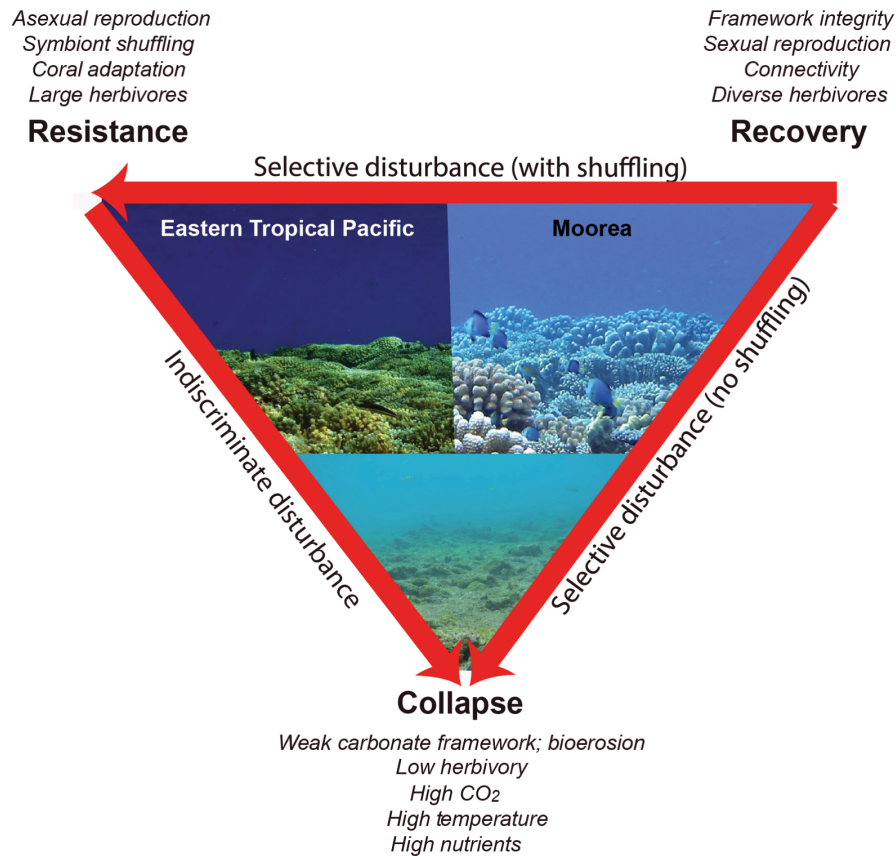 Asexual reproduction
Symbiont shuffling
Coral adaptation
Large herbivores
Resistance
Framework integrity
Sexual reproduction
Connectivity
Diverse herbivores
Recovery
Selective disturbance (with shuffling)
Eastern Tropical Pacific
Moorea
Indiscriminate disturbance
Selective disturbance (no shuffling)
Collapse
Weak carbonate framework; bioerosion
Low herbivory
High CO₂
High temperature
High nutrients